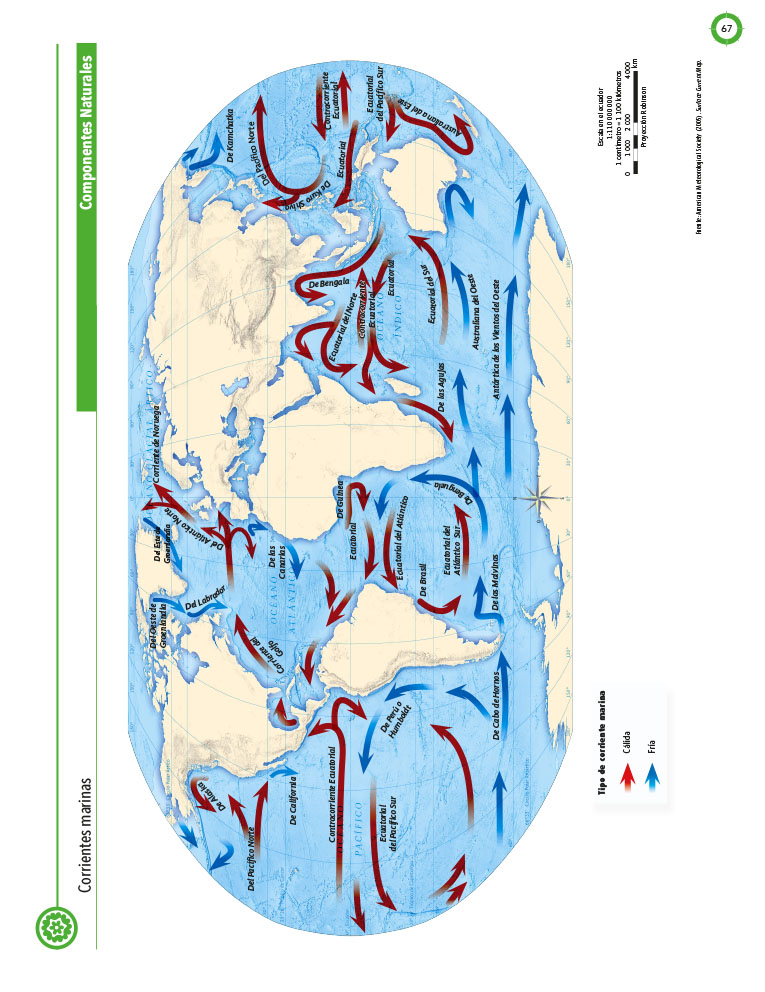 67
Componentes Naturales
Corrientes marinas
De Kamchatka
Del Pacífico Norte
De Kuro Shivo
Contracorriente
Ecuatorial
Ecuatorial
Ecuatorial
del Pacífico Sur
Australiana del Este
De Bengala
Ecuatorial del Norte
Contracorriente
Ecuatorial
Ecuatorial
OCÉANO
ÍNDICO
Ecuatorial del Sur
Australiana del Oeste
Antártica de los Vientos del Oeste
De las Agujas
OCÉANO GLACIAL ÁRTICO
Corriente de Noruega
Del Este de
Groenlandia
Del Atlántico Norte
Del Oeste de
Groenlandia
Del Labrador
De las
Canarias
OCÉANO
ATLÁNTICO
Corriente del
Golfo
De Guinea
Ecuatorial
Ecuatorial del Atlántico
De Benguela
Ecuatorial del
Atlántico Sur
De Brasil
De las Malvinas
De Alaska
Del Pacífico Norte
De California
Contracorriente Ecuatorial
OCÉANO
PACÍFICO
Ecuatorial
del Pacífico Sur
De Perú o
Humboldt
De Cabo de Hornos
Tipo de corriente marina
Cálida
Fría
Escala en el ecuador
1:110 000 000
1 centímetro = 1 100 kilómetros
0 1 000 2 000 4 000
km
Proyección Robinson
Fuente: American Meteorological Society (2005), Surface Current Map.